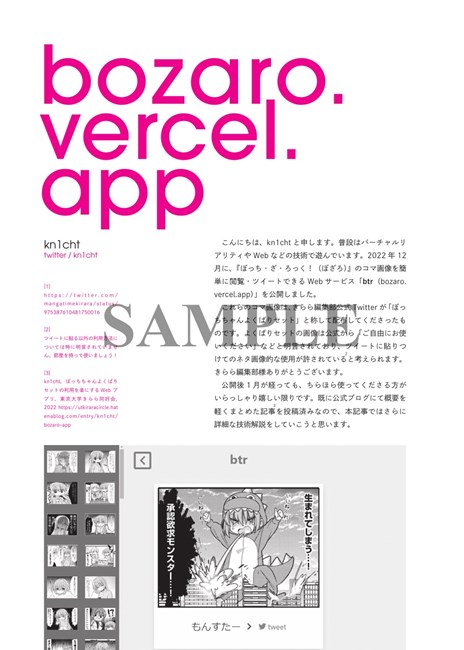 bozaro.
vercel.
app
kn1cht
twitter / kn1cht
[1]
https://twitter.com/
mangatimekirara/status/
975387610481750016
[2]
ツイートに貼る以外の利用方法に
ついては特に明言されてい
ん。節度を持って使いましょう！
[3]
kn1cht, ぼっちちゃんよくばり
セットの利用を楽にする Web ア
プリ, 東京大学きらら同好会,
2022 https://utkiraracircle.hat
enablog.com/entry/kn1cht/
bozaro-app
こんにちは、kn1cht と申します。普段はバーチャルリ
アリティや Web などの技術で遊んでいます。2022 年 12
月に、『ぼっち・ざ・ろっく！（ぼざろ)』のコマ画像を簡
単に閲覧・ツイートできる Web サービス「btr（bozaro.
vercel.app)」を公開しました。
これらのコマ画像は、きらら編集部公式 Twitter が「ぼっ
ちちゃんよくばりセット」と称して配布してくださったも
のです。よくばりセットの画像は公式から「ご自由にお使
いください」などと明言されており、ツイートに貼りつ
けてのネタ画像的な使用が許されていると考えられます。
きらら編集部様ありがとうございます。
公開後 1 月が経っても、ちらほら使ってくださる方が
いらっしゃり嬉しい限りです。既に公式ブログにて概要を
軽くまとめた記事を投稿済みなので、本記事ではさらに
詳細な技術解説をしていこうと思います。
SAMPLE
btr
生まれてしまう…！
承認欲求モンスター…！
もんすたー
tweet